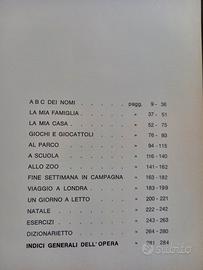 A B C DEI NOMI . . . . . pagg. 9 - 36
LA MIA FAMIGLIA . . . . . » 37 - 51
LA MIA CASA . . . . . . » 52 - 75
GIOCHI E GIOCATTOLI . . . . » 76 - 93
AL PARCO . . . . . . . » 94 - 115
A SCUOLA . . . . . . . » 116 - 140
ALLO ZOO . . . . . . . » 141 - 162
FINE SETTIMANA IN CAMPAGNA » 163 - 182
VIAGGIO A LONDRA . . . . » 183 - 199
UN GIORNO A LETTO . . . . » 200 - 221
NATALE . . . . . . . » 222 - 242
ESERCIZI . . . . . . . » 243 - 263
DIZIONARIETTO . . . . . » 264 - 280
INDICI GENERALI DELL'OPERA . » 281 - 284